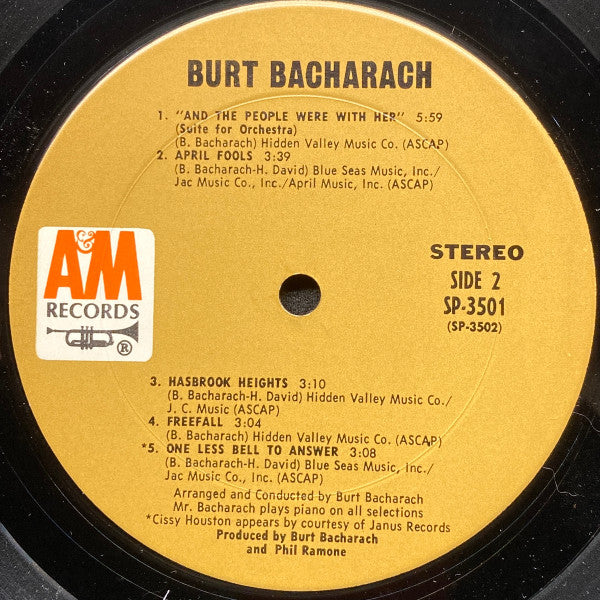 BURT BACHARACH
1. "AND THE PEOPLE WERE WITH HER" 5:59
(Suite for Orchestra)
(B. Bacharach) Hidden Valley Music Co. (ASCAP)
2. APRIL FOOLS 3:39
(B. Bacharach-H. David) Blue Seas Music, Inc./
Jac Music Co., Inc./April Music, Inc. (ASCAP)
A&M
RECORDS
®
STEREO
SIDE 2
SP-3501
(SP-3502)
3. HASBROOK HEIGHTS 3:10
(B. Bacharach-H. David) Hidden Valley Music Co./
J. C. Music (ASCAP)
4. FREEFALL 3:04
(B. Bacharach) Hidden Valley Music Co. (ASCAP)
*5. ONE LESS BELL TO ANSWER 3:08
(B. Bacharach-H. David) Blue Seas Music, Inc./
Jac Music Co., Inc. (ASCAP)
Arranged and Conducted by Burt Bacharach
Mr. Bacharach plays piano on all selections
*Cissy Houston appears by courtesy of Janus Records
Produced by Burt Bacharach
and Phil Ramone